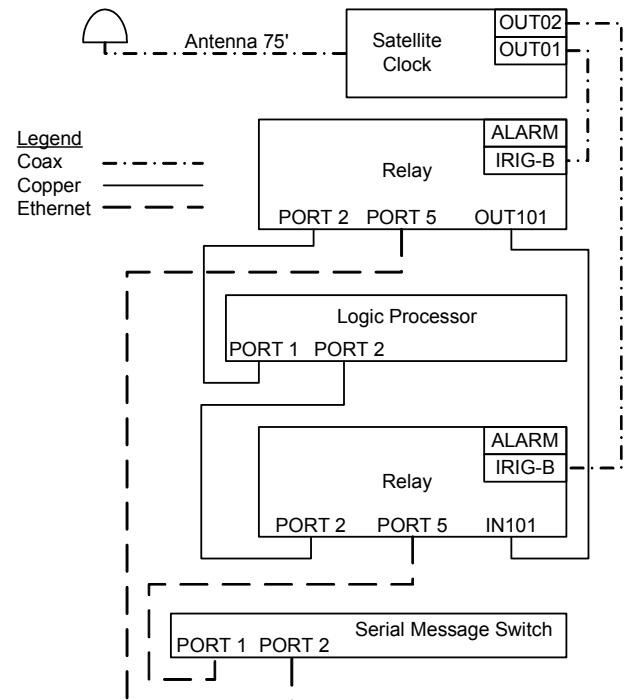 OUT02
Antenna 75'
Satellite
Clock
OUT01
Legend
Coax
Copper
Ethernet
ALARM
IRIG-B
Relay
PORT 2 PORT 5 OUT101
Logic Processor
PORT 1 PORT 2
ALARM
IRIG-B
Relay
PORT 2 PORT 5 IN101
Serial Message Switch
PORT 1 PORT 2